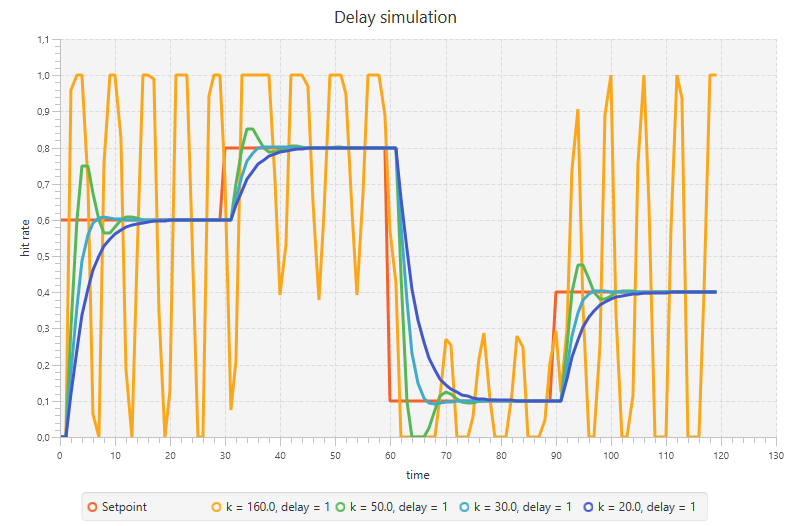 Delay simulation
1,1
1,0
0,9
0,8
0,7
0,6
0,5
0,4
0,3
0,2
0,1
0,0
hit rate
0 10 20 30 40 50 60 70 80 90 100 110 120 130
time
Setpoint k = 160.0, delay = 1 k = 50.0, delay = 1 k = 30.0, delay = 1 k = 20.0, delay = 1